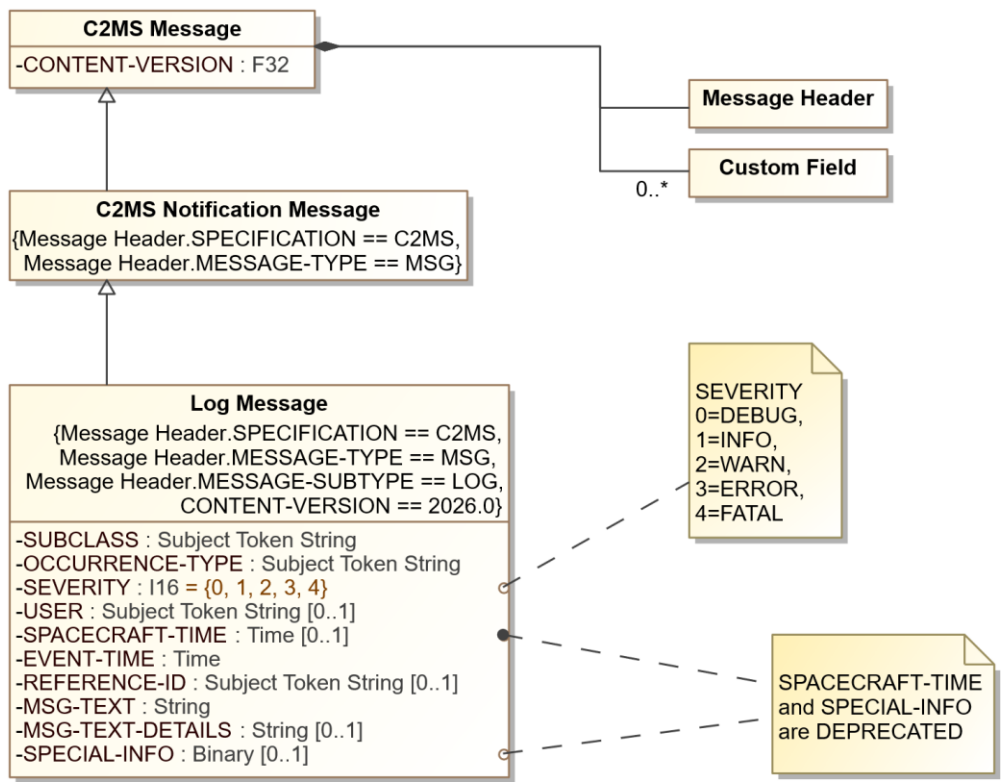 C2MS Message
-CONTENT-VERSION : F32
Message Header
Custom Field
0..*
C2MS Notification Message
{Message Header.SPECIFICATION == C2MS,
Message Header.MESSAGE-TYPE == MSG}
Log Message
{Message Header.SPECIFICATION == C2MS,
Message Header.MESSAGE-TYPE == MSG,
Message Header.MESSAGE-SUBTYPE == LOG,
CONTENT-VERSION == 2026.0}
-SUBCLASS : Subject Token String
-OCCURRENCE-TYPE : Subject Token String
-SEVERITY : I16 = {0, 1, 2, 3, 4}
-USER : Subject Token String [0..1]
-SPACECRAFT-TIME : Time [0..1]
-EVENT-TIME : Time
-REFERENCE-ID : Subject Token String [0..1]
-MSG-TEXT : String
-MSG-TEXT-DETAILS : String [0..1]
-SPECIAL-INFO : Binary [0..1]
SEVERITY
0=DEBUG,
1=INFO,
2=WARN,
3=ERROR,
4=FATAL
SPACECRAFT-TIME
and SPECIAL-INFO
are DEPRECATED